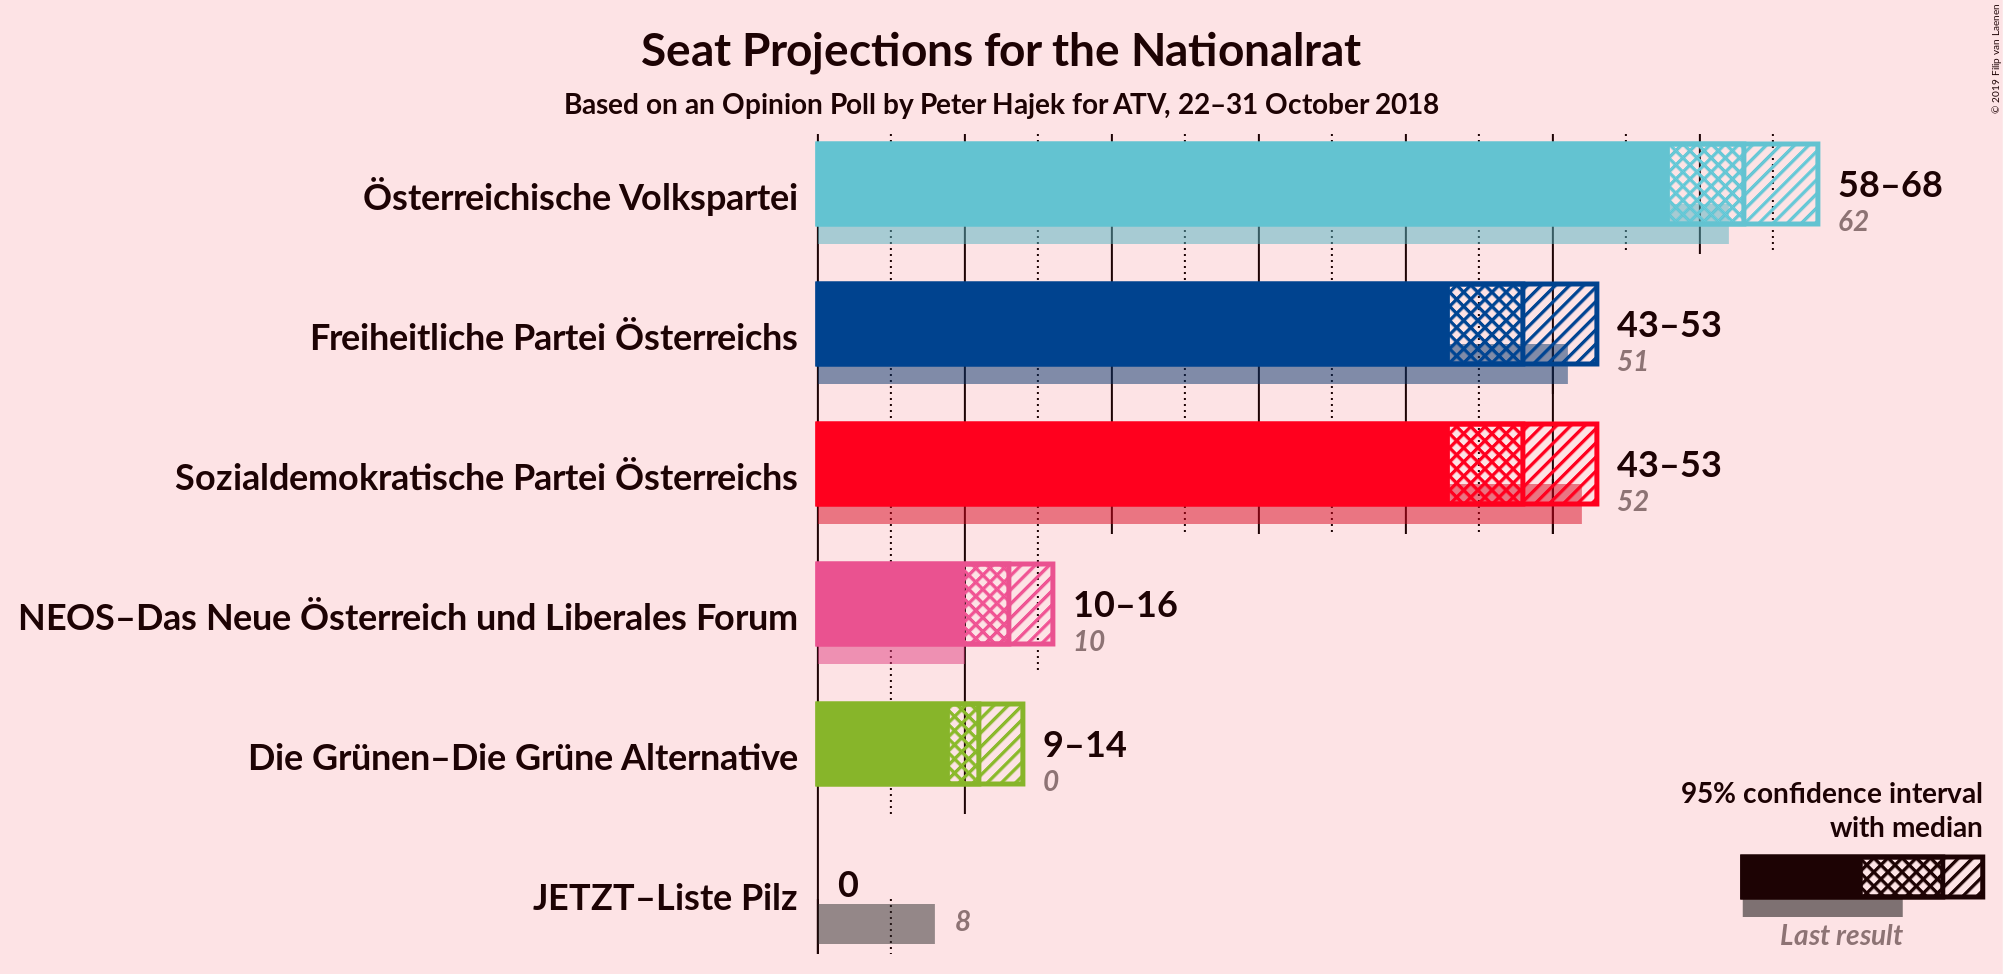 Seat Projections for the Nationalrat
Based on an Opinion Poll by Peter Hajek for ATV, 22–31 October 2018
© 2019 Filip van Laenen
Österreichische Volkspartei
58–68
62
Freiheitliche Partei Österreichs
43–53
51
Sozialdemokratische Partei Österreichs
43–53
52
NEOS–Das Neue Österreich und Liberales Forum
10–16
10
Die Grünen–Die Grüne Alternative
9–14
0
JETZT–Liste Pilz
0
8
95% confidence interval
with median
Last result